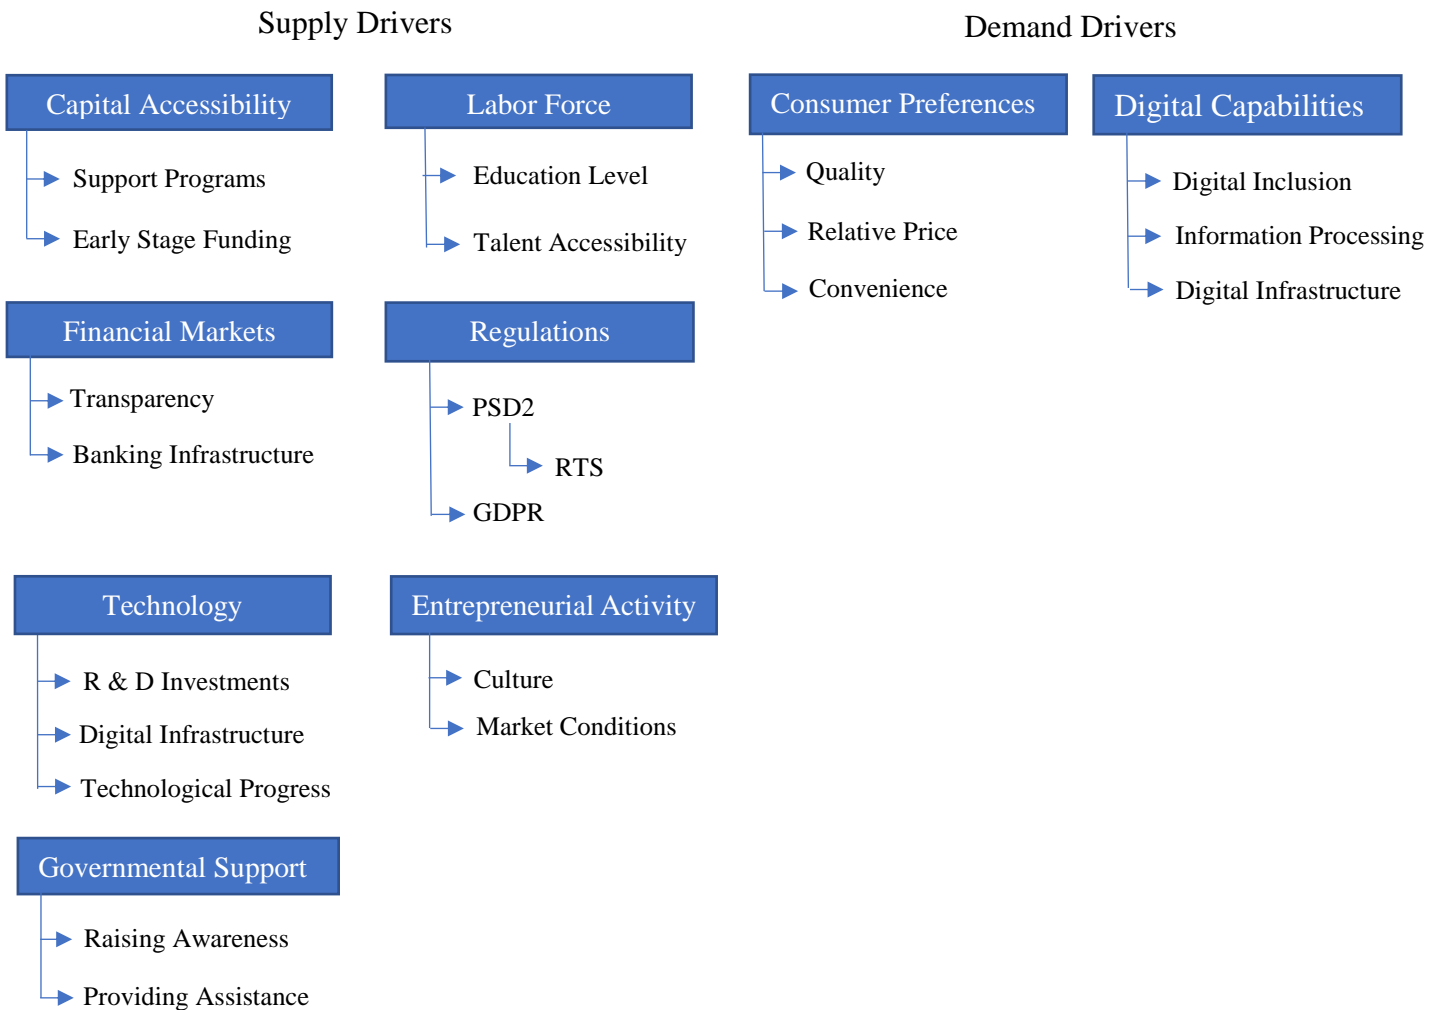 Supply Drivers
Demand Drivers
Capital Accessibility
Support Programs
Early Stage Funding
Labor Force
Education Level
Talent Accessibility
Consumer Preferences
Quality
Relative Price
Convenience
Digital Capabilities
Digital Inclusion
Information Processing
Digital Infrastructure
Financial Markets
Transparency
Banking Infrastructure
Regulations
PSD2
RTS
GDPR
Technology
R & D Investments
Digital Infrastructure
Technological Progress
Entrepreneurial Activity
Culture
Market Conditions
Governmental Support
Raising Awareness
Providing Assistance